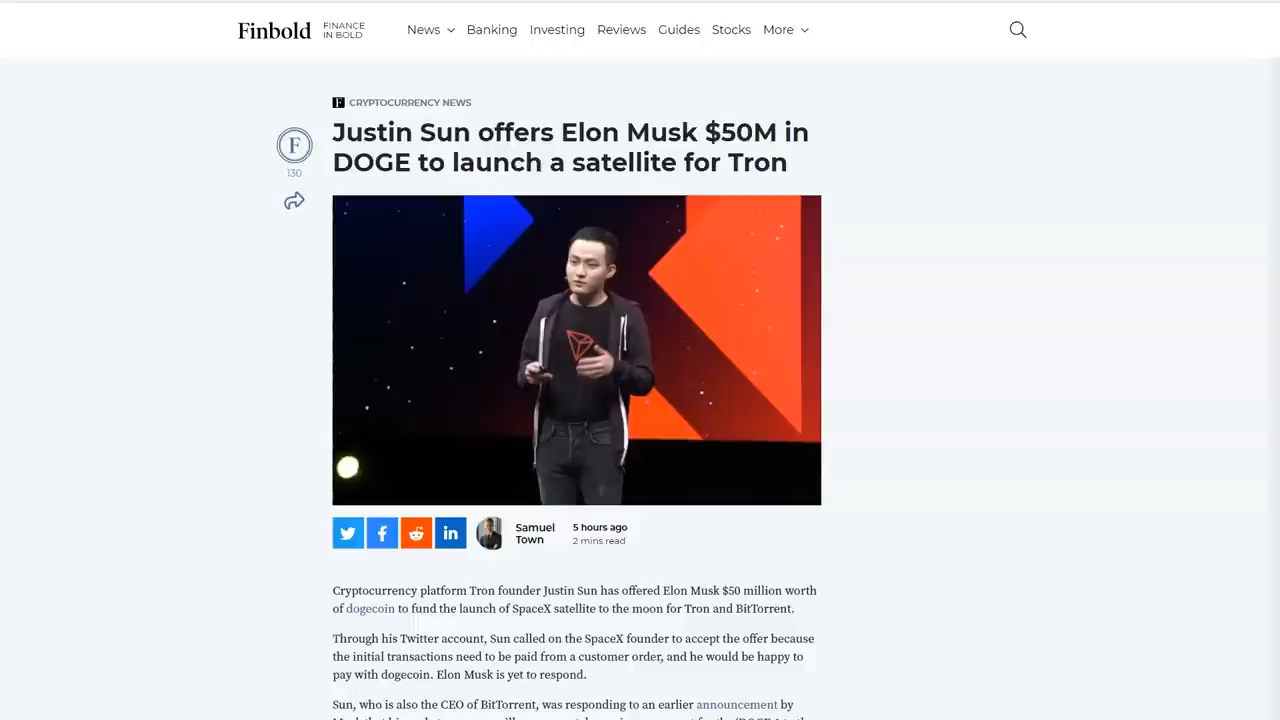 Finbold FINANCE
IN BOLD
News Banking Investing Reviews Guides Stocks More
F CRYPTOCURRENCY NEWS
Justin Sun offers Elon Musk $50M in
DOGE to launch a satellite for Tron
F
130
Samuel
Town
5 hours ago
2 mins read
Cryptocurrency platform Tron founder Justin Sun has offered Elon Musk $50 million worth
of dogecoin to fund the launch of SpaceX satellite to the moon for Tron and BitTorrent.
Through his Twitter account, Sun called on the SpaceX founder to accept the offer because
the initial transactions need to be paid from a customer order, and he would be happy to
pay with dogecoin. Elon Musk is yet to respond.
Sun, who is also the CEO of BitTorrent, was responding to an earlier announcement by